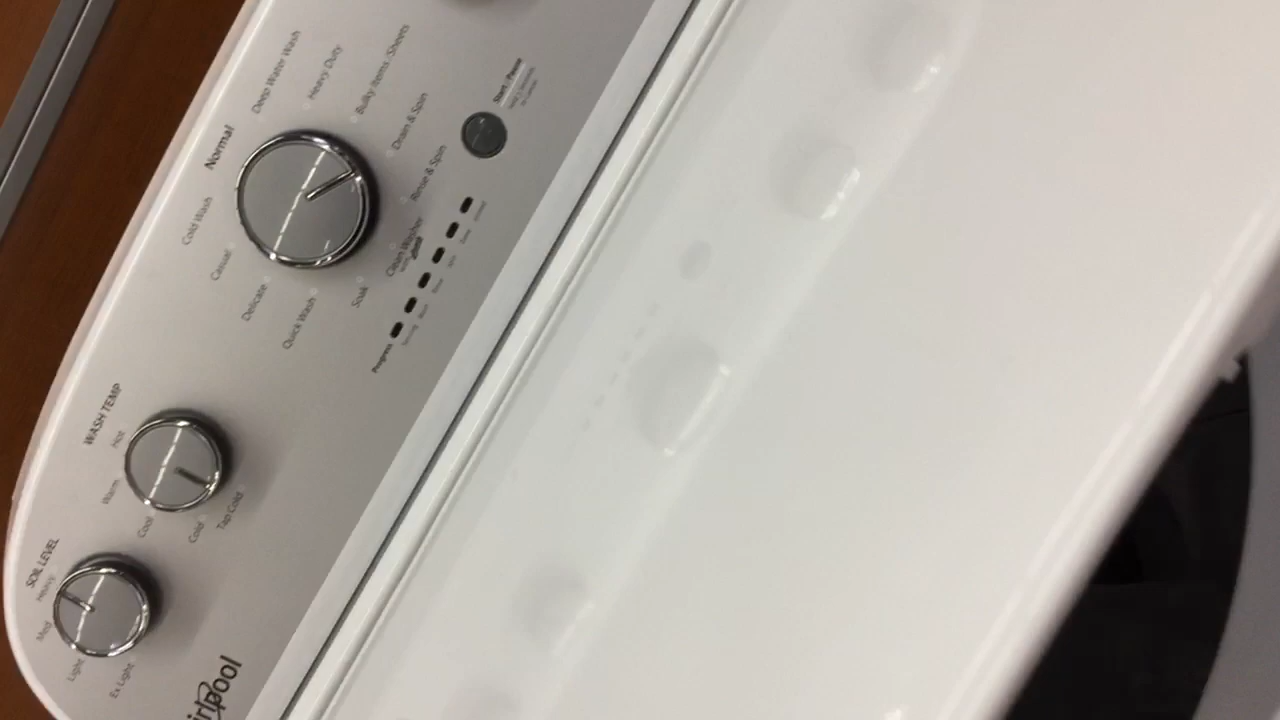 SOIL LEVEL
Heavy
Med
Light
Ex Light
WASH TEMP
Hot
Warm
Cool
Cold
Tap Cold
Quick Wash
Delicate
Casual
Cold Wash
Normal
Deep Water Wash
Heavy Duty
Bulky Items /Sheets
Drain & Spin
Rinse & Spin
Clean Washer
Soak
Start / Pause
Progress
irlpool